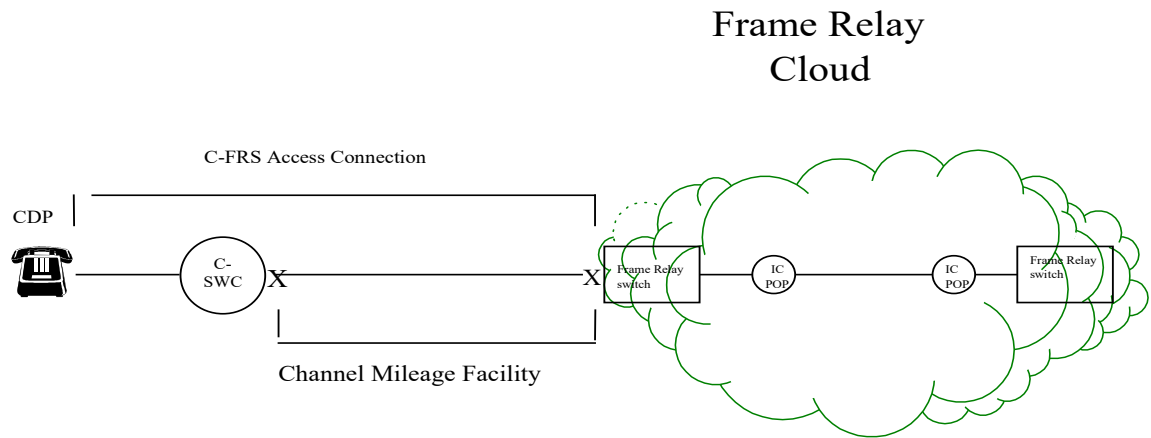 Frame Relay
Cloud
C-FRS Access Connection
CDP
C-
SWC
X
X
Frame Relay
switch
IC
POP
IC
POP
Frame Relay
switch
Channel Mileage Facility